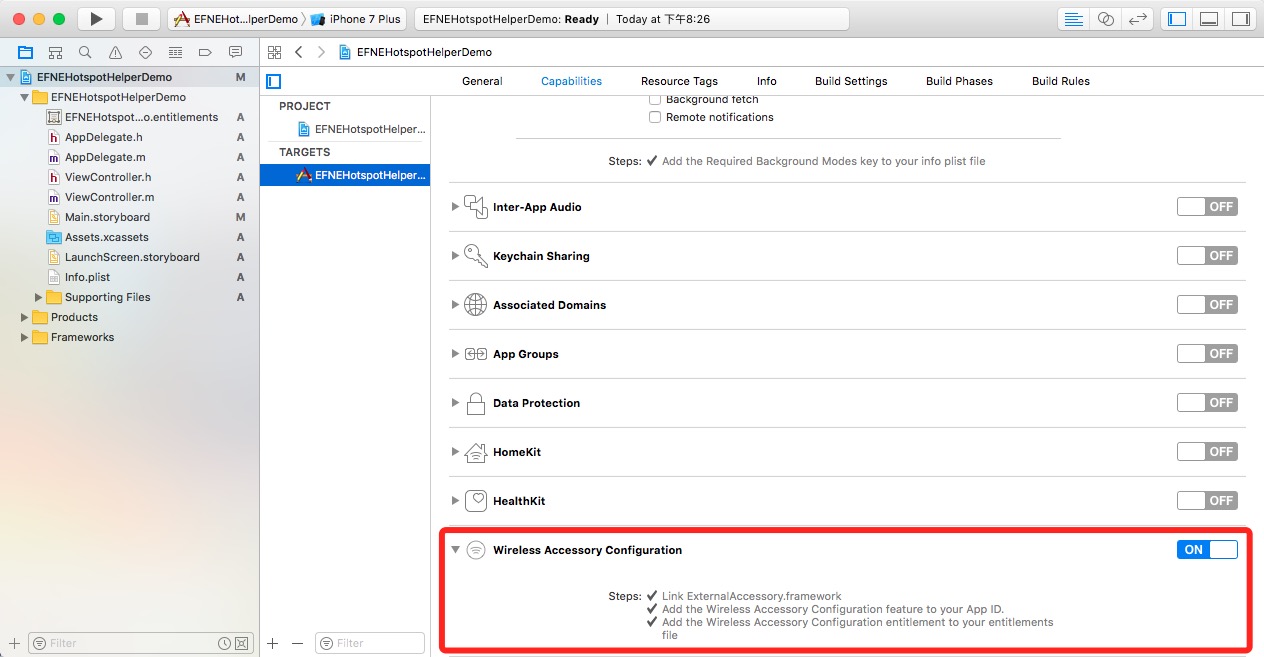 EFNEHot...lperDemo
iPhone 7 Plus
EFNEHotspotHelperDemo: Ready | Today at 下午8:26
EFNEHotspotHelperDemo M
EFNEHotspotHelperDemo
EFNEHotspot...o.entitlements A
AppDelegate.h A
AppDelegate.m A
ViewController.h A
ViewController.m A
Main.storyboard M
Assets.xcassets A
LaunchScreen.storyboard A
Info.plist A
Supporting Files A
Products
Frameworks
Filter
EFNEHotspotHelperDemo
General Capabilities Resource Tags Info Build Settings Build Phases Build Rules
PROJECT
EFNEHotspotHelper...
TARGETS
EFNEHotspotHelper...
Filter
Background fetch
Remote notifications
Steps: ✔ Add the Required Background Modes key to your info plist file
Inter-App Audio OFF
Keychain Sharing OFF
Associated Domains OFF
App Groups OFF
Data Protection OFF
HomeKit OFF
HealthKit OFF
Wireless Accessory Configuration ON
Steps: ✔ Link ExternalAccessory.framework
✔ Add the Wireless Accessory Configuration feature to your App ID.
✔ Add the Wireless Accessory Configuration entitlement to your entitlements
file